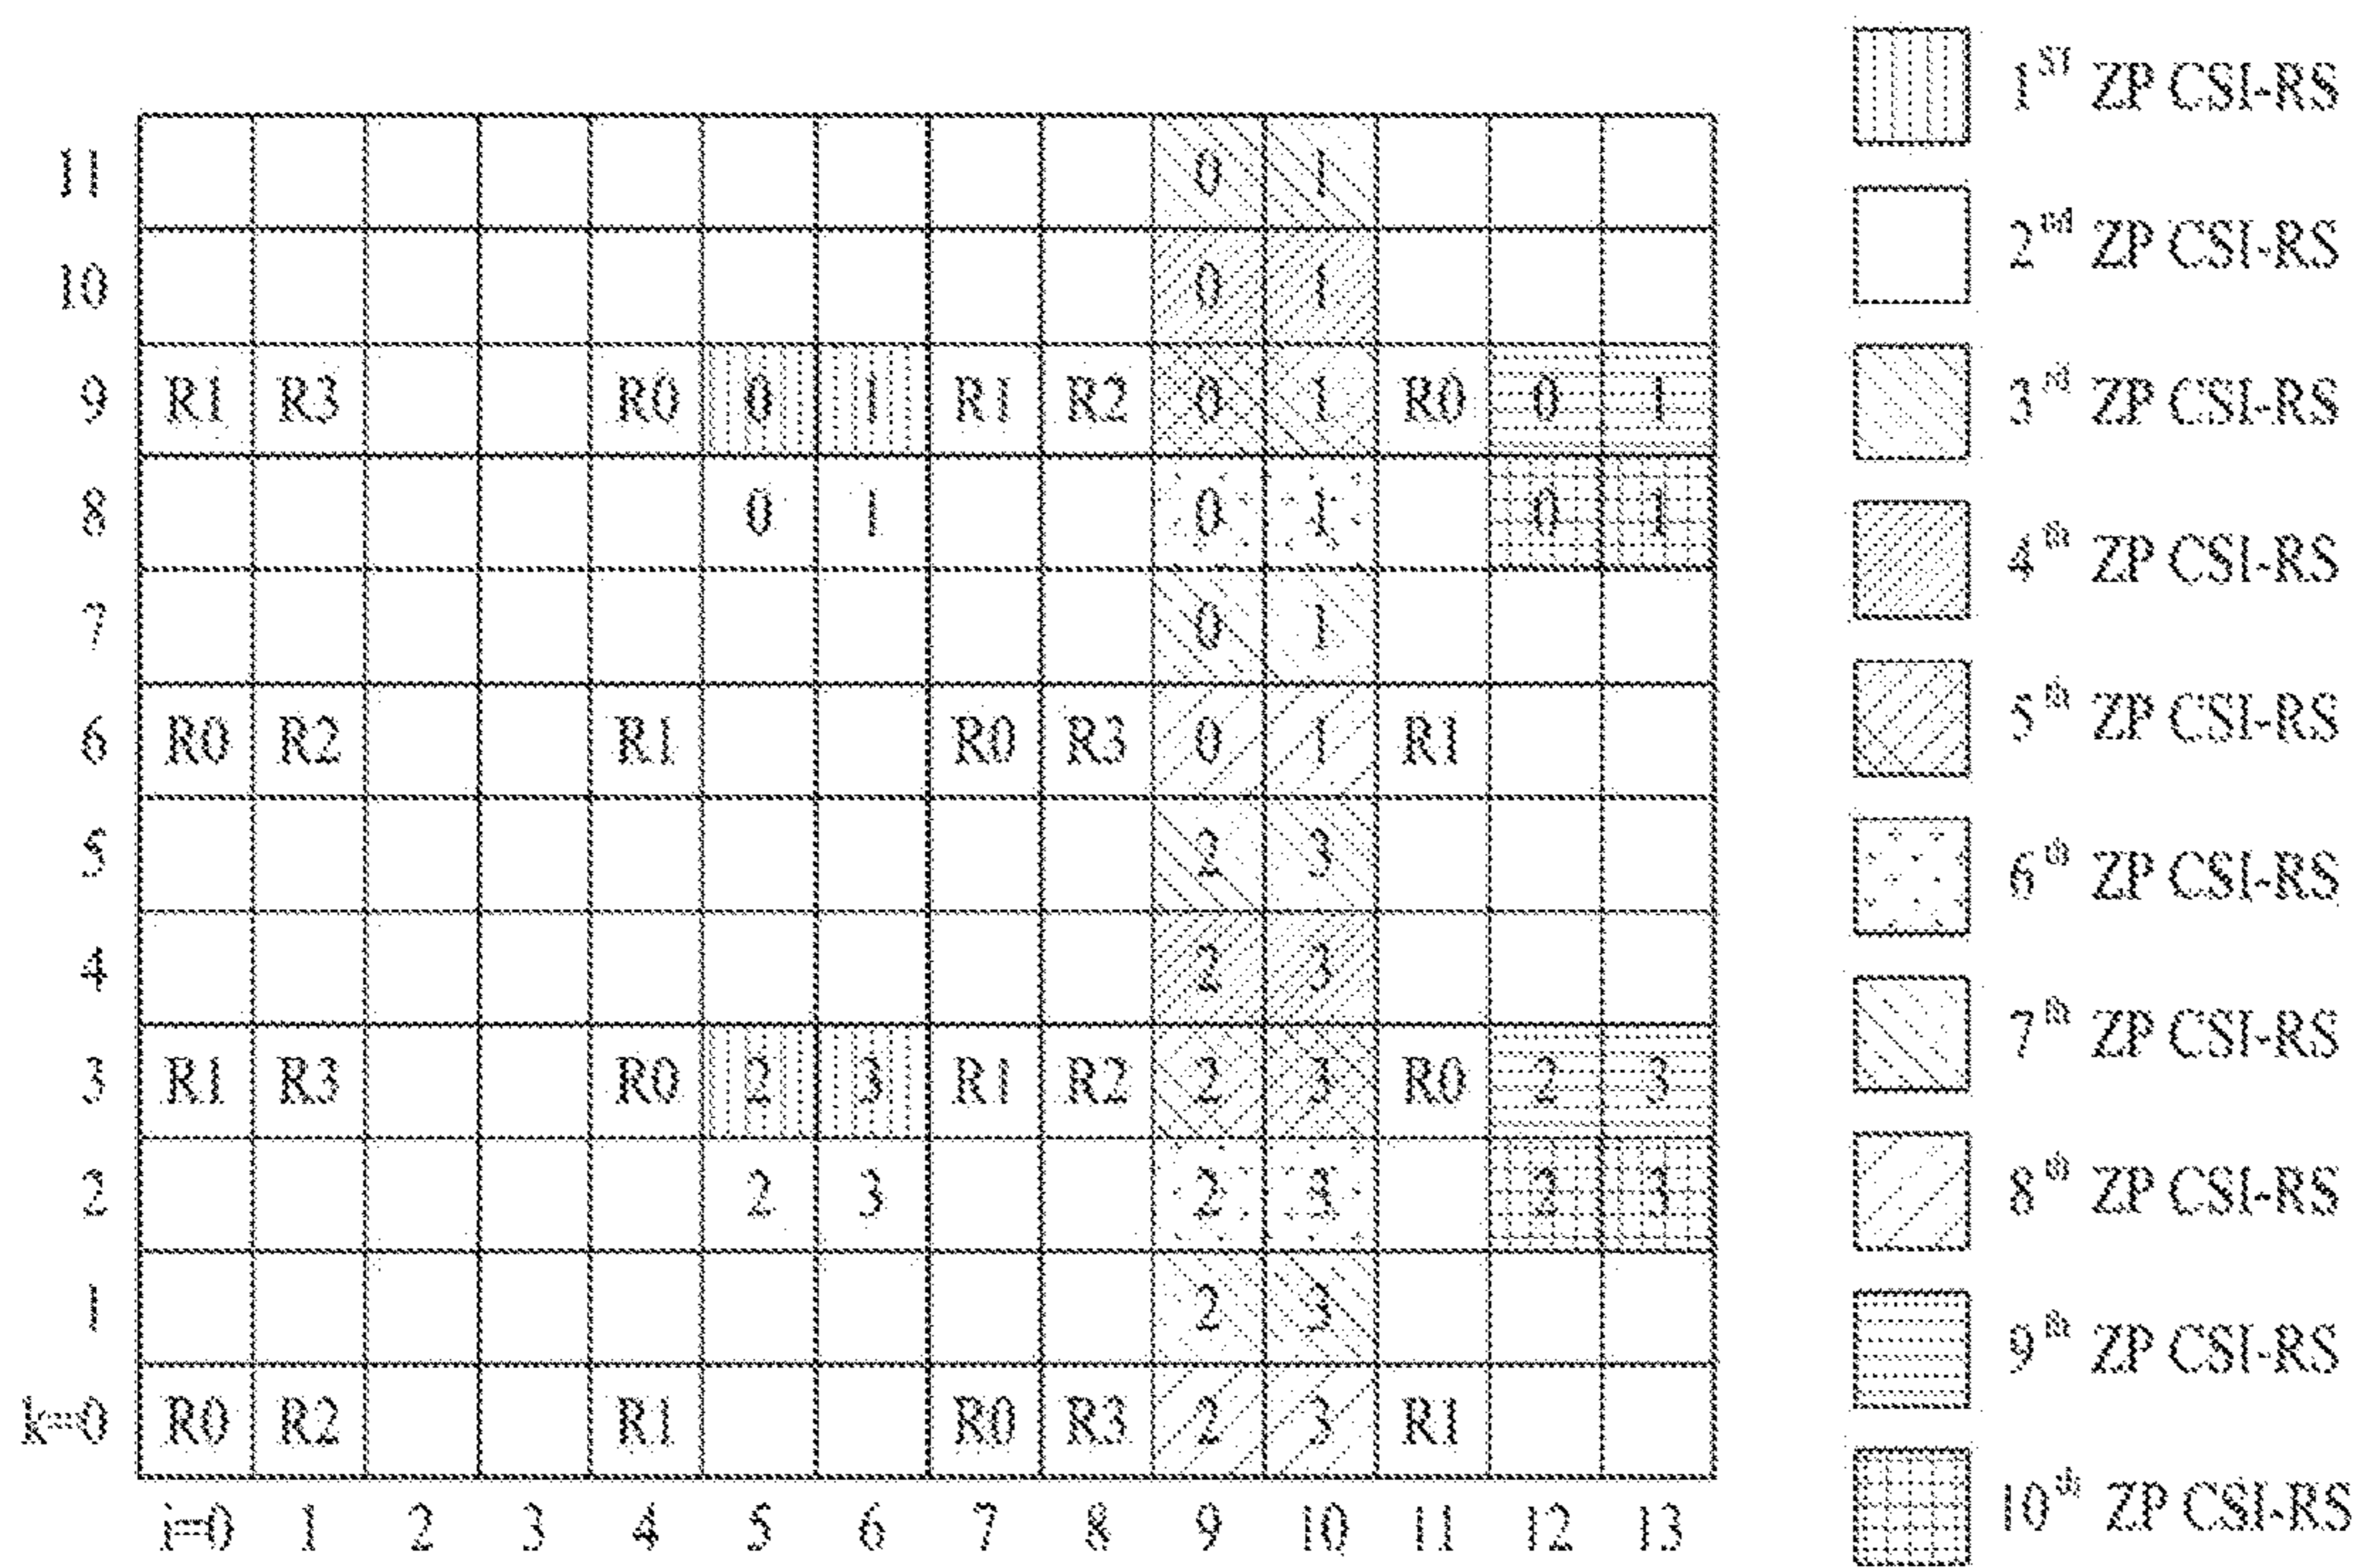 11 0 1
10 0 1
9 R1 R3 R0 0 1 R1 R2 0 1 R0 0 1
8 0 1 0 1 0 1
7 0 1
6 R0 R2 R1 R0 R3 0 1 R1
5 2 3
4 2 3
3 R1 R3 R0 2 3 R1 R2 2 3 R0 2 3
2 2 3 2 3 2 3
1 2 3
k=0 R0 R2 R1 R0 R3 2 3 R1
i=0 1 2 3 4 5 6 7 8 9 10 11 12 13
1ST ZP CSI-RS
2nd ZP CSI-RS
3rd ZP CSI-RS
4th ZP CSI-RS
5th ZP CSI-RS
6th ZP CSI-RS
7th ZP CSI-RS
8th ZP CSI-RS
9th ZP CSI-RS
10th ZP CSI-RS